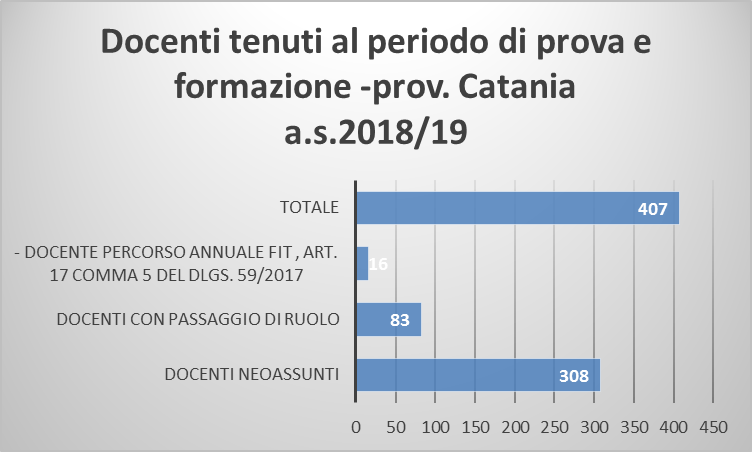 Docenti tenuti al periodo di prova e
formazione -prov. Catania
a.s.2018/19
TOTALE
407
- DOCENTE PERCORSO ANNUALE FIT , ART.
17 COMMA 5 DEL DLGS. 59/2017
16
DOCENTI CON PASSAGGIO DI RUOLO
83
DOCENTI NEOASSUNTI
308
0 50 100 150 200 250 300 350 400 450